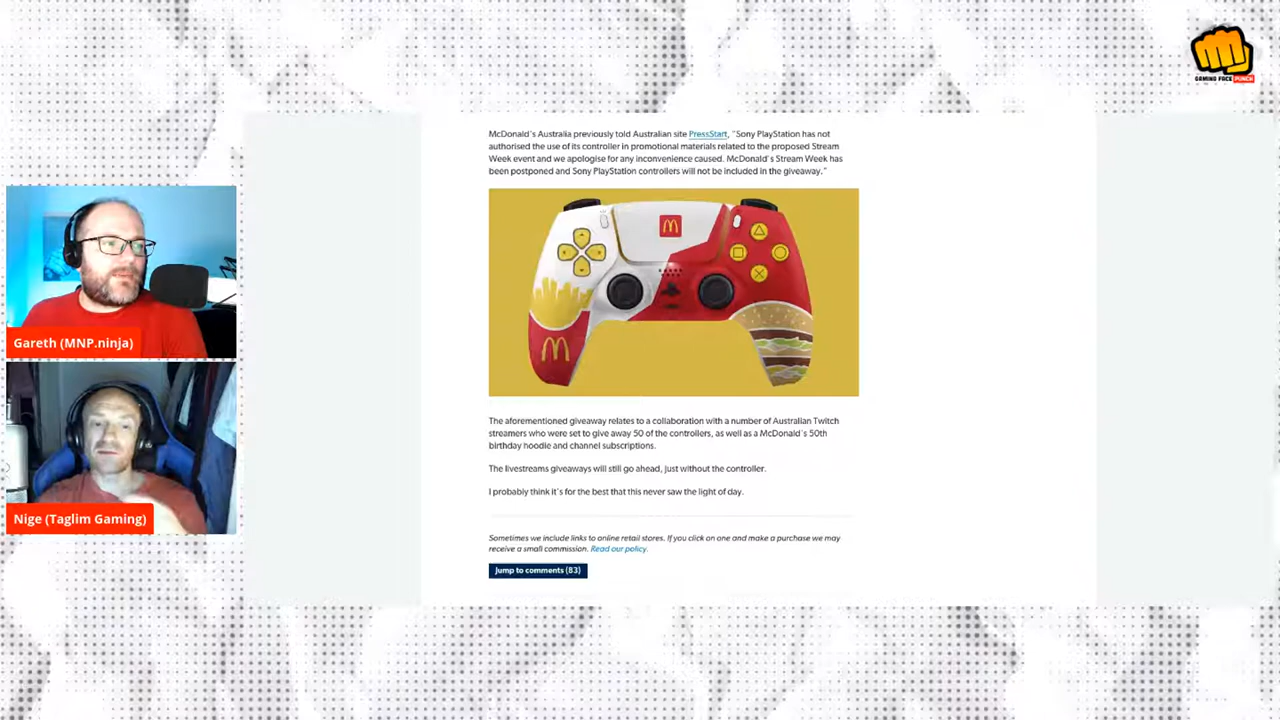 GAMING FACE PUNCH
McDonald's Australia previously told Australian site PressStart, "Sony PlayStation has not
authorised the use of its controller in promotional materials related to the proposed Stream
Week event and we apologise for any inconvenience caused. McDonald's Stream Week has
been postponed and Sony PlayStation controllers will not be included in the giveaway."
Gareth (MNP.ninja)
The aforementioned giveaway relates to a collaboration with a number of Australian Twitch
streamers who were set to give away 50 of the controllers, as well as a McDonald's 50th
birthday hoodie and channel subscriptions.
The livestreams giveaways will still go ahead, just without the controller.
I probably think it's for the best that this never saw the light of day.
Nige (Taglim Gaming)
Sometimes we include links to online retail stores. If you click on one and make a purchase we may
receive a small commission. Read our policy.
Jump to comments (83)